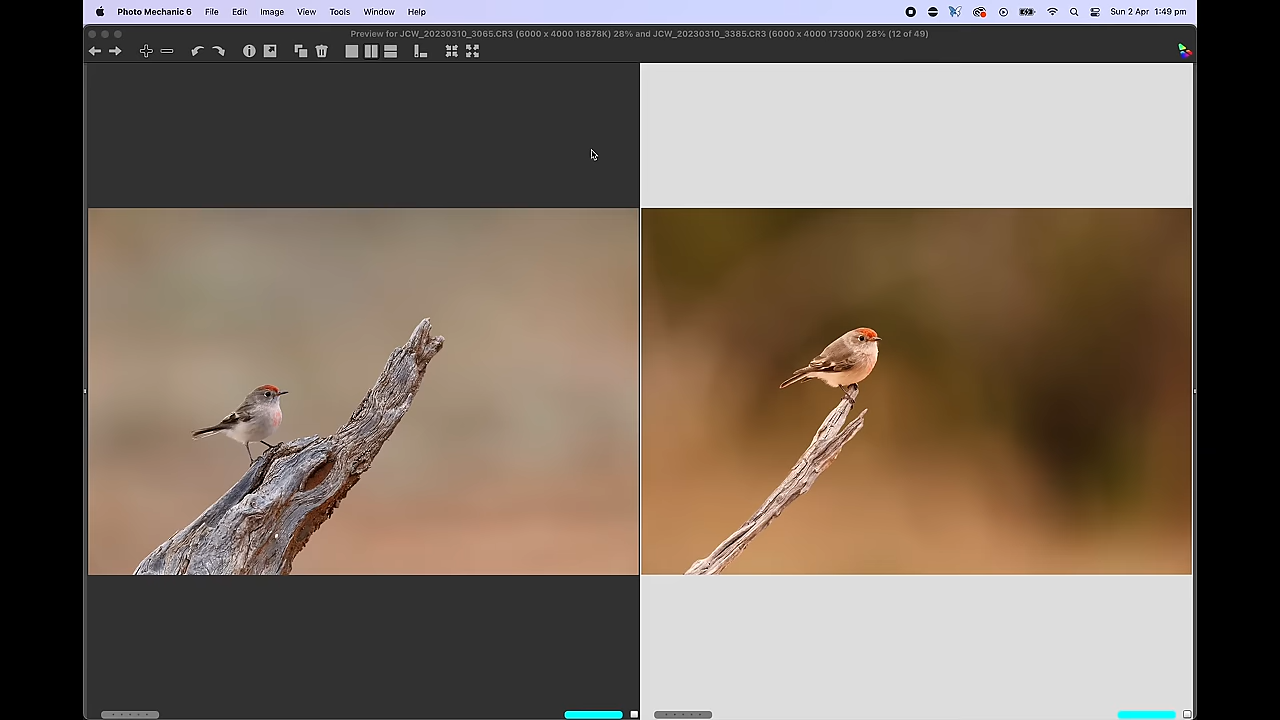 Photo Mechanic 6 File Edit Image View Tools Window Help Sun 2 Apr 1:49 pm
Preview for JCW_20230310_3065.CR3 (6000 x 4000 18878K) 28% and JCW_20230310_3385.CR3 (6000 x 4000 17300K) 28% (12 of 49)